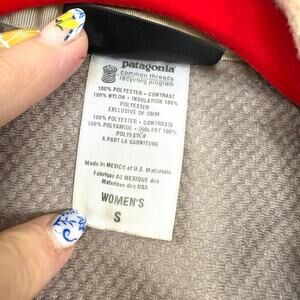 patagonia
common threads
recycling program
100% POLYESTER • CONTRAST
100% NYLON • INSULATION 100%
POLYESTER
EXCLUSIVE OF TRIM
100% POLYESTER • CONTRASTE
100% POLYAMIDE • ISOLANT 100%
POLYESTER
A PART LA GARNITURE
Made in MEXICO of U.S. Materials
Fabriqué AU MEXIQUE des
Matériaux des USA
WOMEN'S
S